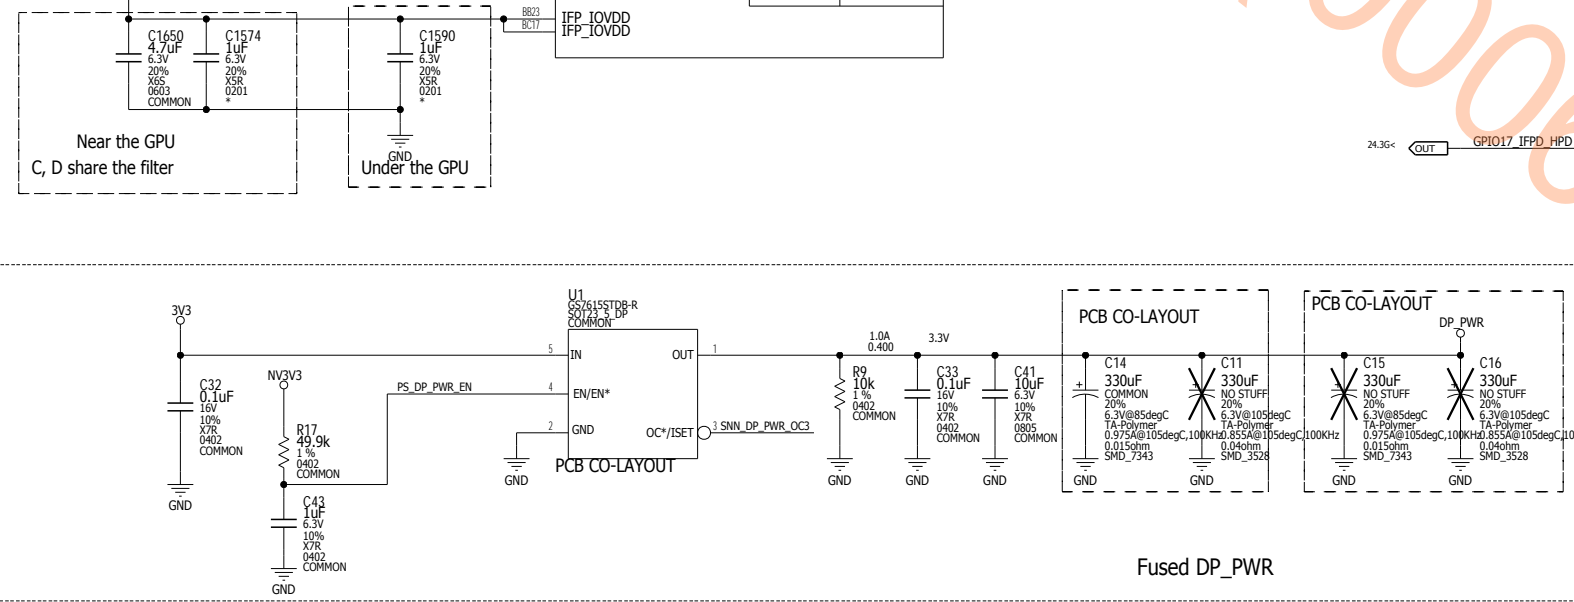 BB23
IFP_IOVDD
BC17
IFP_IOVDD
C1650
4.7uF
6.3V
20%
X6S
0603
COMMON
C1574
1uF
6.3V
20%
X5R
0201
*
C1590
1uF
6.3V
20%
X5R
0201
*
Near the GPU
C, D share the filter
GND
Under the GPU
24.3G<
OUT
GPIO17_IFPD_HPD
3V3
C32
0.1uF
16V
10%
X7R
0402
COMMON
GND
NV3V3
R17
49.9k
1 %
0402
COMMON
C43
1uF
6.3V
10%
X7R
0402
COMMON
GND
PS_DP_PWR_EN
U1
GS7615STDB-R
SOT23_5_DP
COMMON
5
IN
OUT
1
4
EN/EN*
2
GND
OC*/ISET
3
SNN_DP_PWR_OC3
GND
PCB CO-LAYOUT
1.0A
0.400
3.3V
R9
10k
1 %
0402
COMMON
GND
C33
0.1uF
16V
10%
X7R
0402
COMMON
GND
C41
10uF
6.3V
10%
X7R
0805
COMMON
GND
PCB CO-LAYOUT
+
C14
330uF
COMMON
20%
6.3V@85degC
TA-Polymer
0.975A@105degC,100KHz
0.015ohm
SMD_7343
GND
C11
330uF
NO STUFF
20%
6.3V@105degC
TA-Polymer
0.855A@105degC,100KHz
0.04ohm
SMD_3528
GND
PCB CO-LAYOUT
DP_PWR
C15
330uF
NO STUFF
20%
6.3V@85degC
TA-Polymer
0.975A@105degC,100KHz
0.015ohm
SMD_7343
GND
C16
330uF
NO STUFF
20%
6.3V@105degC
TA-Polymer
0.855A@105degC,10
0.04ohm
SMD_3528
GND
Fused DP_PWR